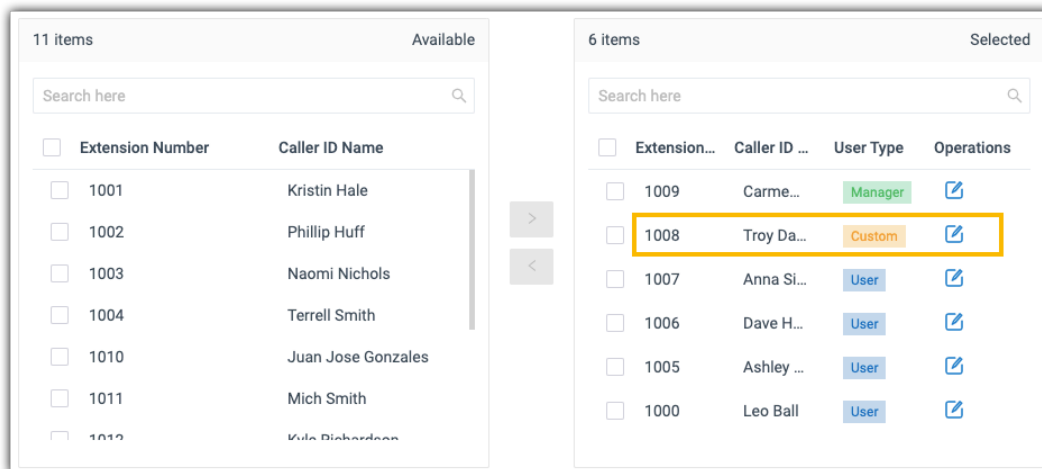 11 items Available
Search here
Extension Number Caller ID Name
1001 Kristin Hale
1002 Phillip Huff
1003 Naomi Nichols
1004 Terrell Smith
1010 Juan Jose Gonzales
1011 Mich Smith
1012 Kyle Richardson
>
<
6 items Selected
Search here
Extension... Caller ID ... User Type Operations
1009 Carme... Manager
1008 Troy Da... Custom
1007 Anna Si... User
1006 Dave H... User
1005 Ashley ... User
1000 Leo Ball User